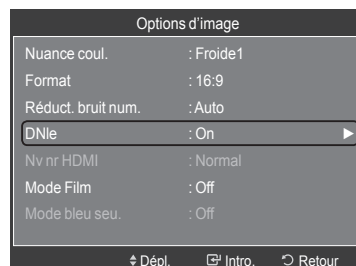 Options d'image
Nuance coul. : Froide1
Format : 16:9
Réduct. bruit num. : Auto
DNIe : On ►
Nv nr HDMI : Normal
Mode Film : Off
Mode bleu seu. : Off
Dépl. Intro. Retour